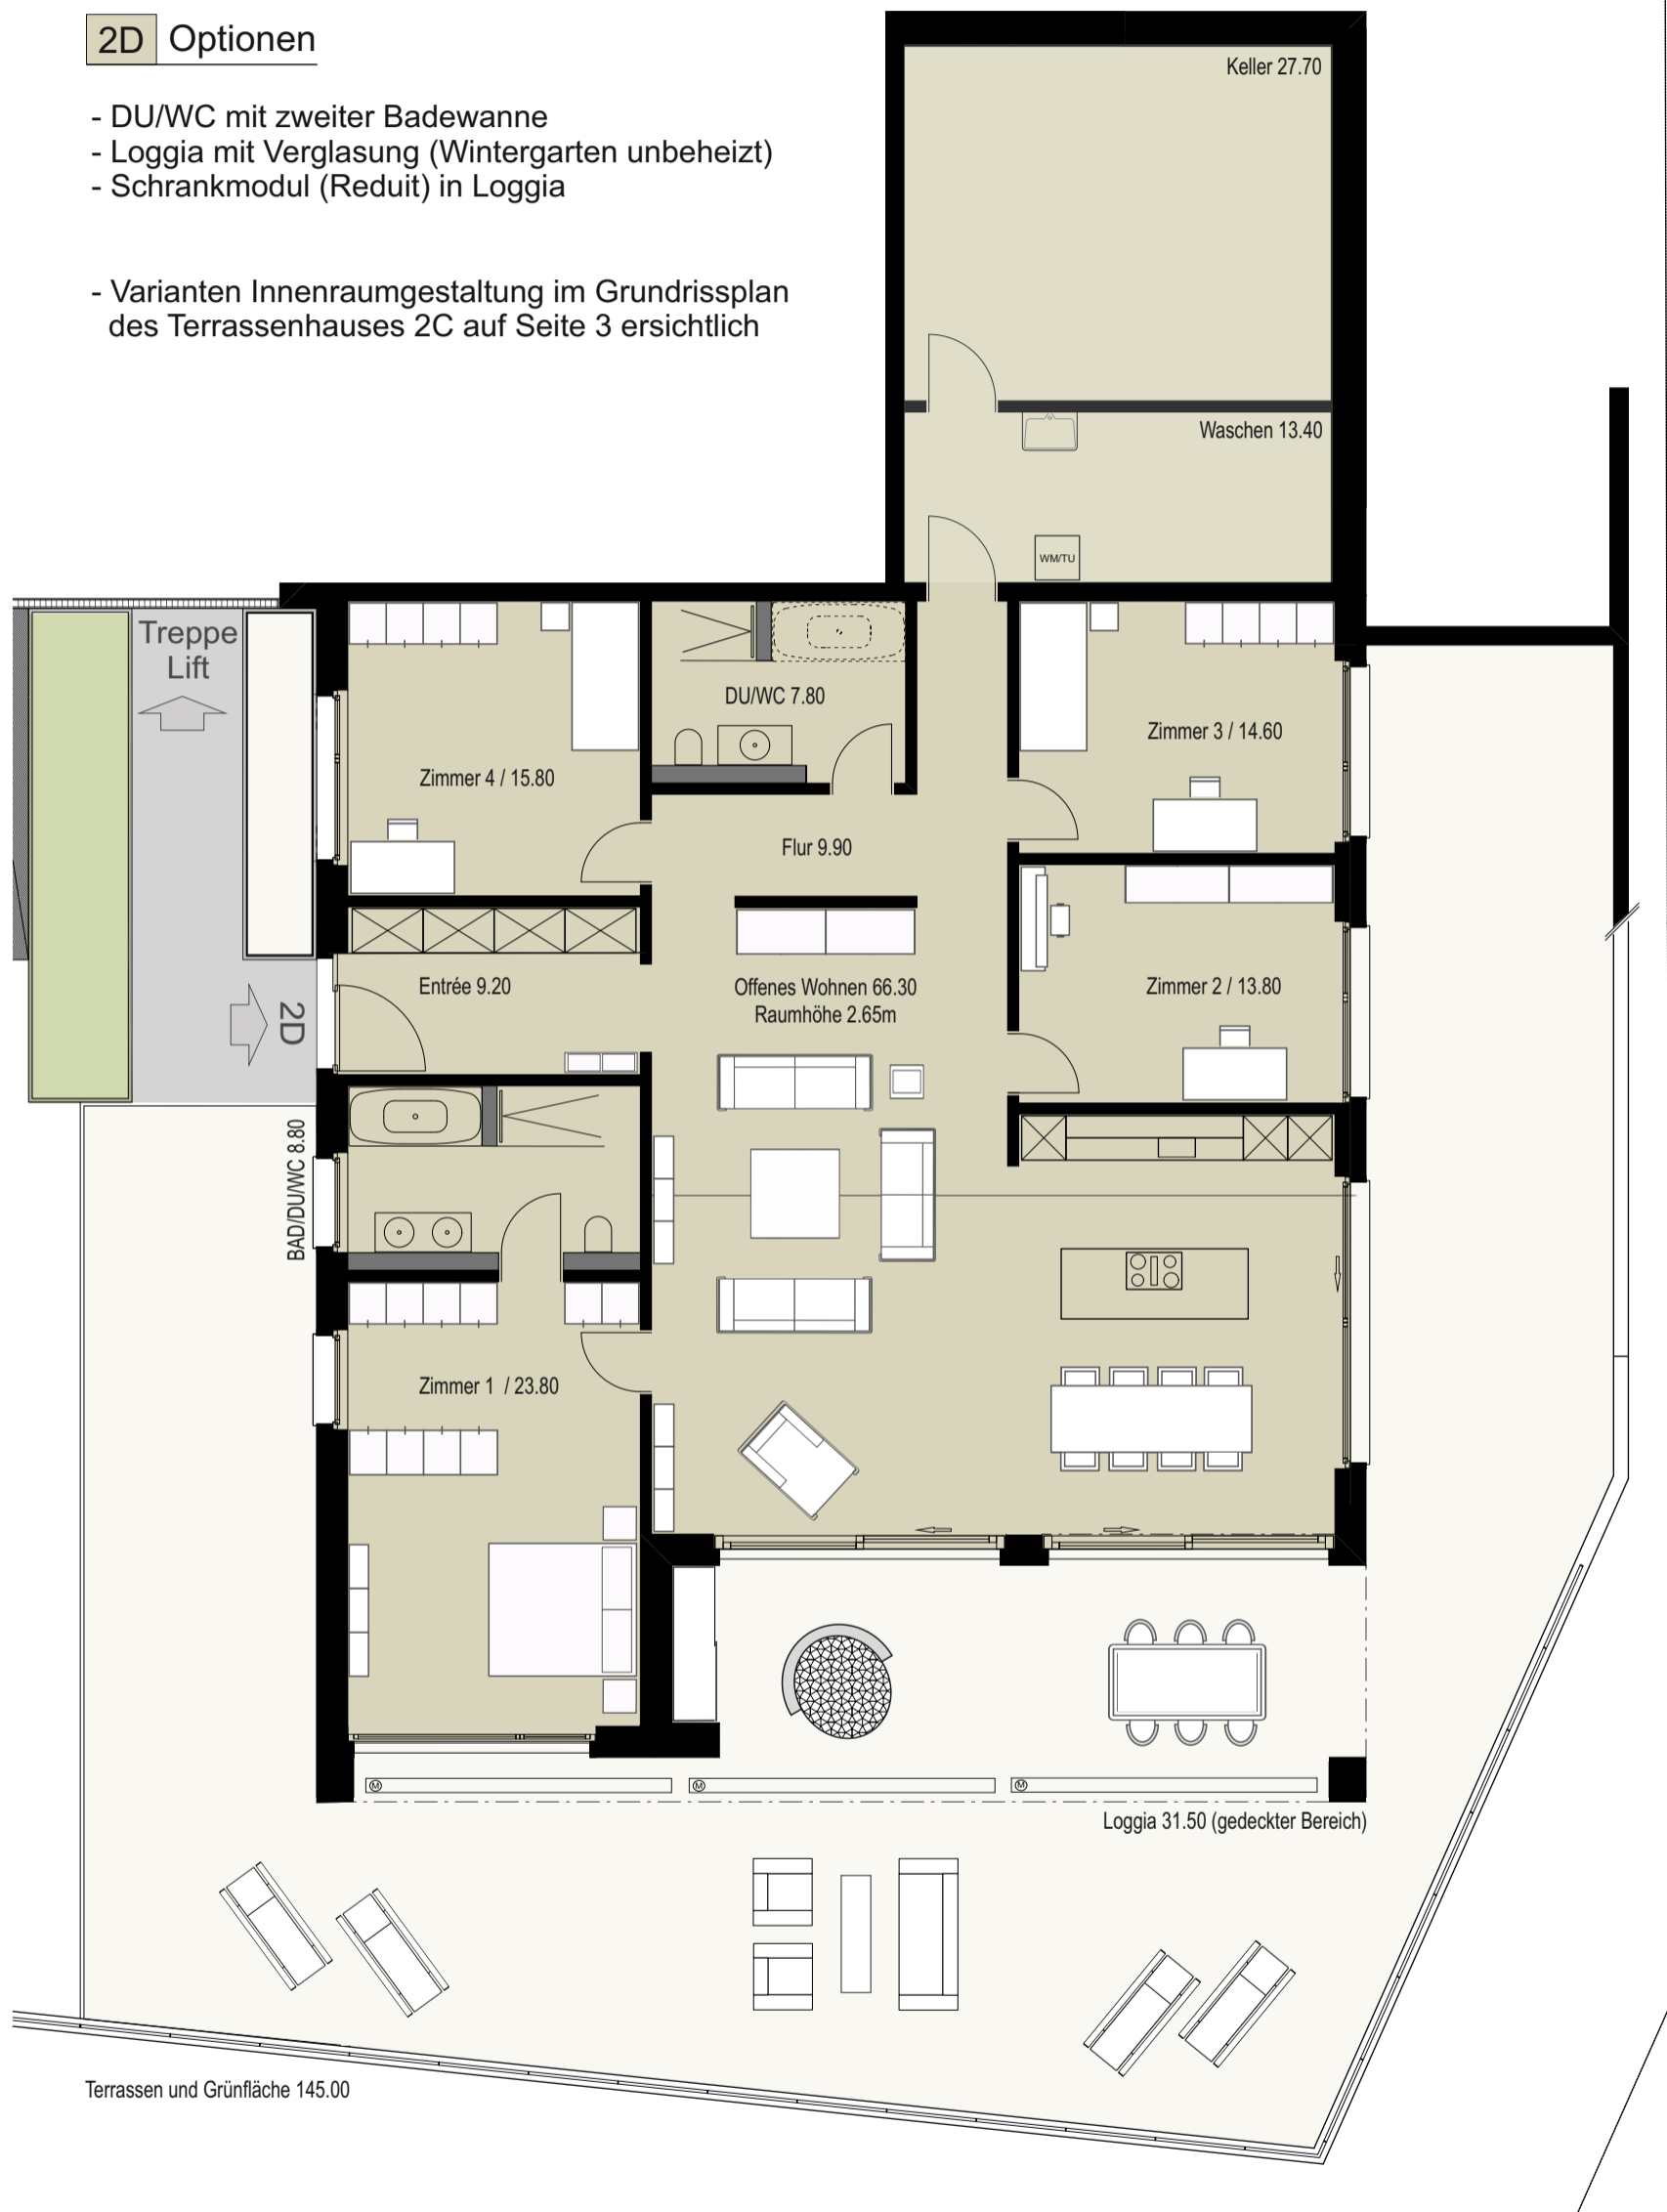 2D Optionen
- DU/WC mit zweiter Badewanne
- Loggia mit Verglasung (Wintergarten unbeheizt)
- Schrankmodul (Reduit) in Loggia
- Varianten Innenraumgestaltung im Grundrissplan
des Terrassenhauses 2C auf Seite 3 ersichtlich
Keller 27.70
Waschen 13.40
WM/TU
Treppe
Lift
DU/WC 7.80
Zimmer 3 / 14.60
Zimmer 4 / 15.80
Flur 9.90
Entrée 9.20
Offenes Wohnen 66.30
Raumhöhe 2.65m
Zimmer 2 / 13.80
2D
BAD/DU/WC 8.80
Zimmer 1 / 23.80
M
M
M
Loggia 31.50 (gedeckter Bereich)
Terrassen und Grünfläche 145.00